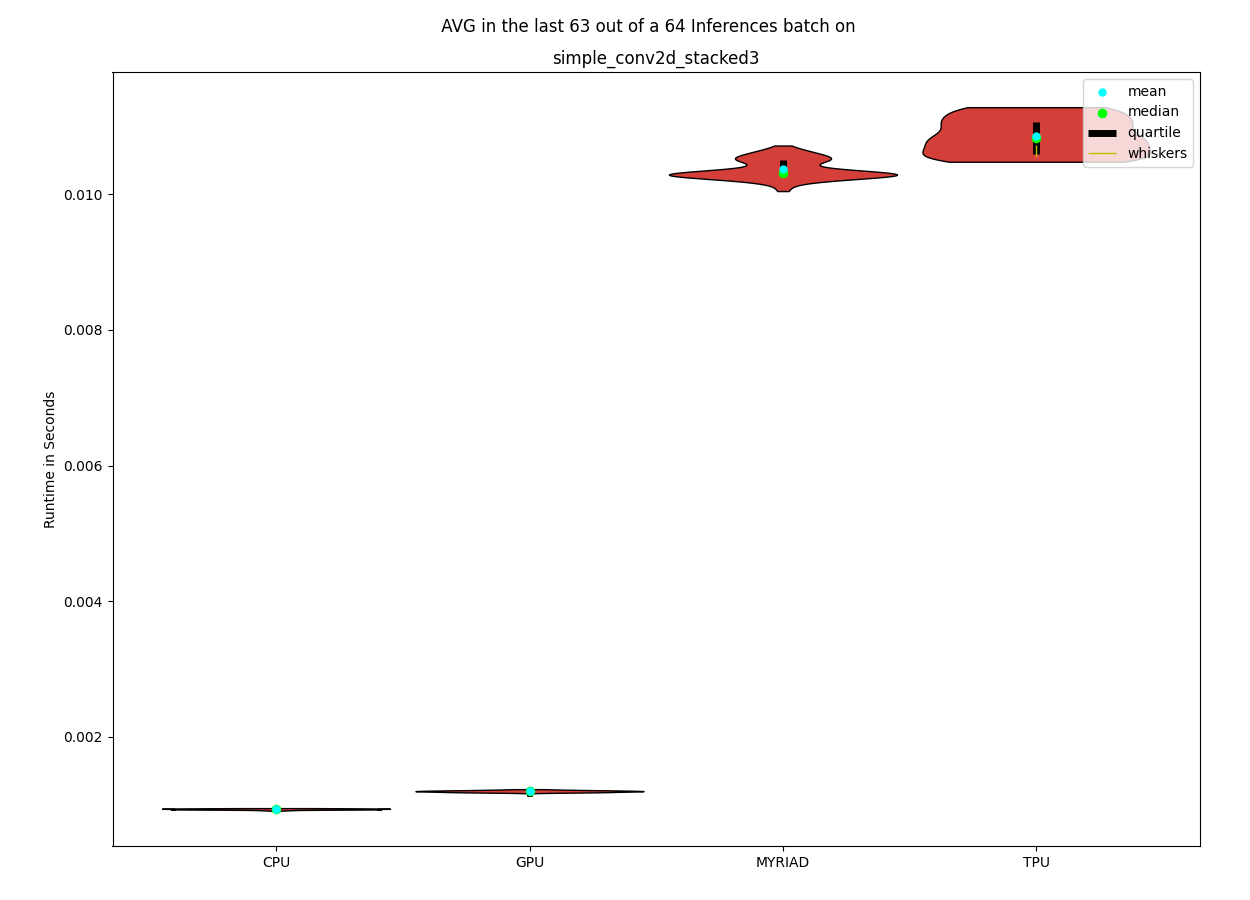 AVG in the last 63 out of a 64 Inferences batch on
simple_conv2d_stacked3
mean
median
quartile
whiskers
Runtime in Seconds
0.010
0.008
0.006
0.004
0.002
CPU
GPU
MYRIAD
TPU